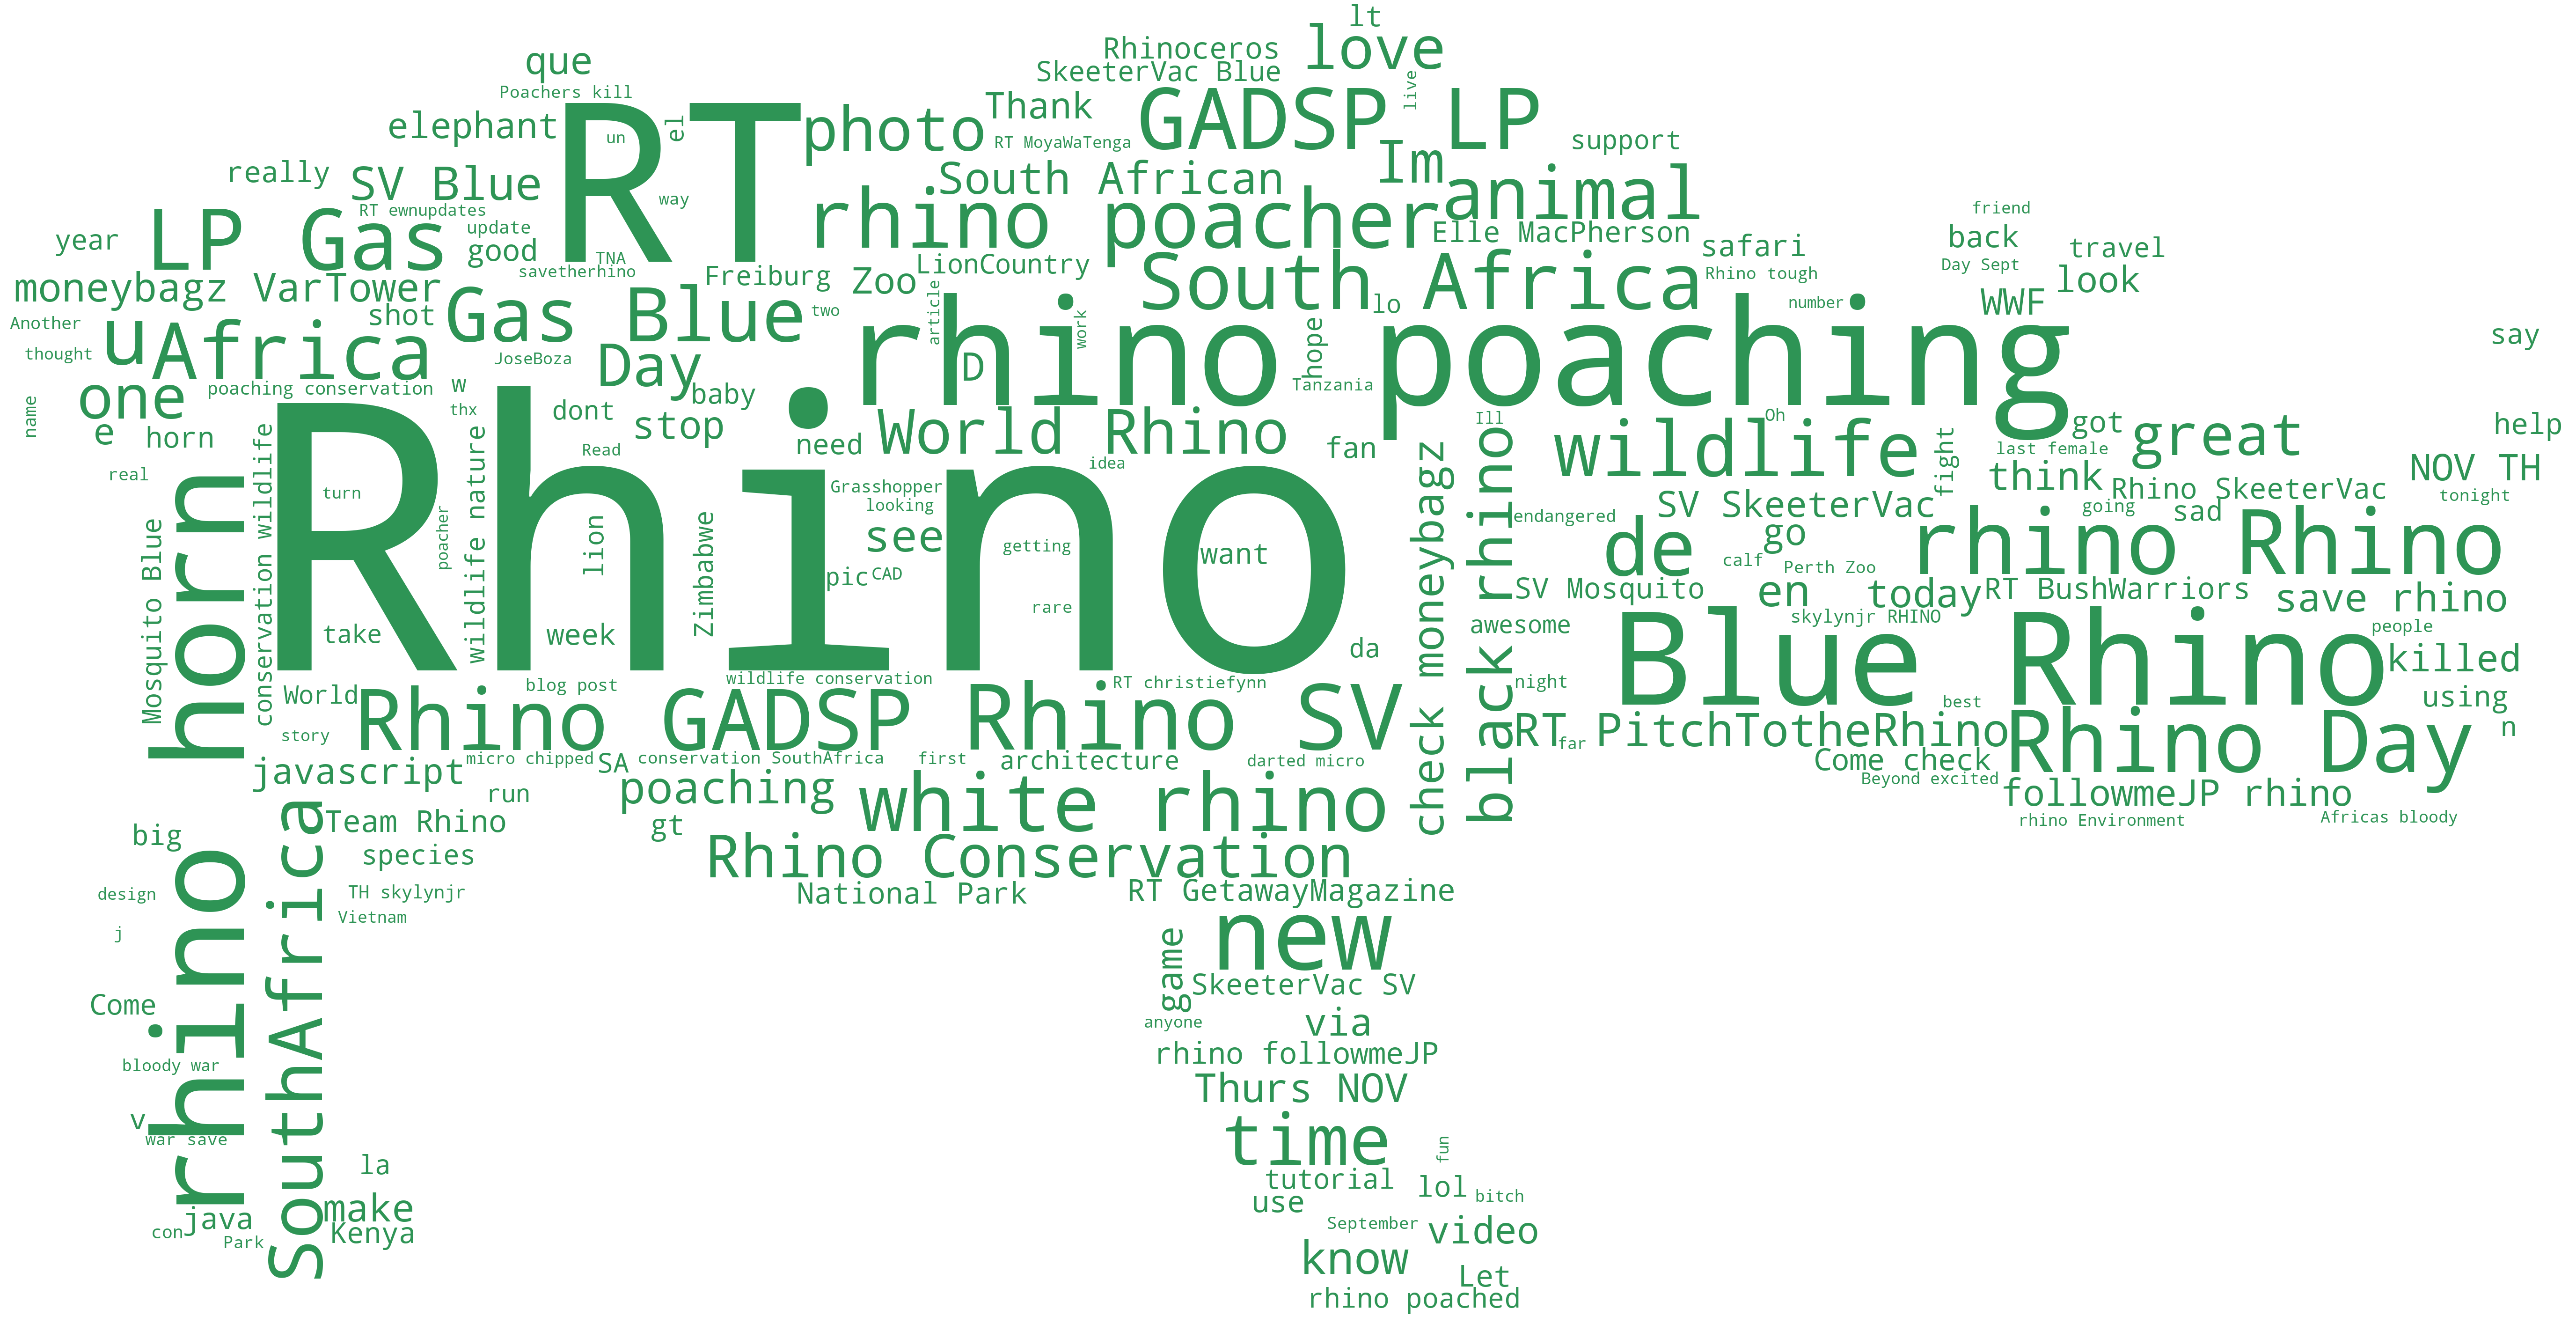 lt
love
Rhinoceros
SkeeterVac Blue
live
que
Poachers kill
elephant
RT
un
el
way
TNA
photo
Thank
RT MoyaWaTenga
GADSP LP
support
Im
animal
really
SV Blue
RT ewnupdates
South African
rhino poacher
Elle MacPherson
safari
friend
back
travel
Day Sept
look
year
LP Gas
update
good
savetherhino
moneybagz VarTower
Freiburg
Zoo
LionCountry
South Africa
lo
Rhino tough
number
WWF
Another
thought
u
Africa
shot
Gas Blue
two
JoseBoza
Day
article
work
D
rhino poaching
hope
Tanzania
say
one
poaching conservation
w
thx
baby
dont
stop
name
e
horn
real
Read
need
World Rhino
idea
fan
Ill
Oh
wildlife
fight
got
last female
great
help
think
NOV TH
tonight
Rhino
turn
take
poacher
wildlife nature
conservation wildlife
Mosquito Blue
horn
lion
week
Zimbabwe
Grasshopper
looking
see
pic
CAD
getting
rare
want
da
check moneybagz
black rhino
endangered
SV SkeeterVac
Rhino SkeeterVac
going
sad
de
go
calf
Perth Zoo
rhino Rhino
SV Mosquito
en
today
RT BushWarriors
save rhino
skylynjr RHINO
people
awesome
Blue Rhino
killed
night
best
using
n
World
blog post
wildlife conservation
RT christiefynn
story
Rhino GADSP
Rhino SV
RT PitchTotheRhino
far
Rhino Day
Come check
Beyond excited
javascript
micro chipped
SA
conservation SouthAfrica
first
architecture
darted micro
run
poaching
white rhino
followmeJP rhino
rhino Environment
Africas bloody
Team Rhino
gt
big
species
Rhino Conservation
National Park
RT GetawayMagazine
design
TH skylynjr
Vietnam
j
rhino
SouthAfrica
new
game
SkeeterVac SV
Come
anyone
via
bloody war
rhino followmeJP
Thurs NOV
v
war save
time
fun
la
tutorial
lol
bitch
use
make
java
con
Park
Kenya
September
video
know
Let
rhino poached